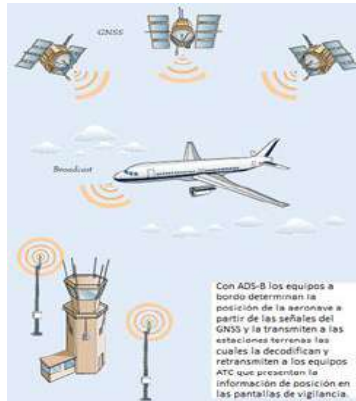 GNSS
Broadcast
Con ADS-B los equipos a
bordo determinan la
posición de la aeronave a
partir de las señales del
GNSS y la transmiten a las
estaciones terrenas las
cuales la decodifican y
retransmiten a los equipos
ATC que presentan la
información de posición en
las pantallas de vigilancia.